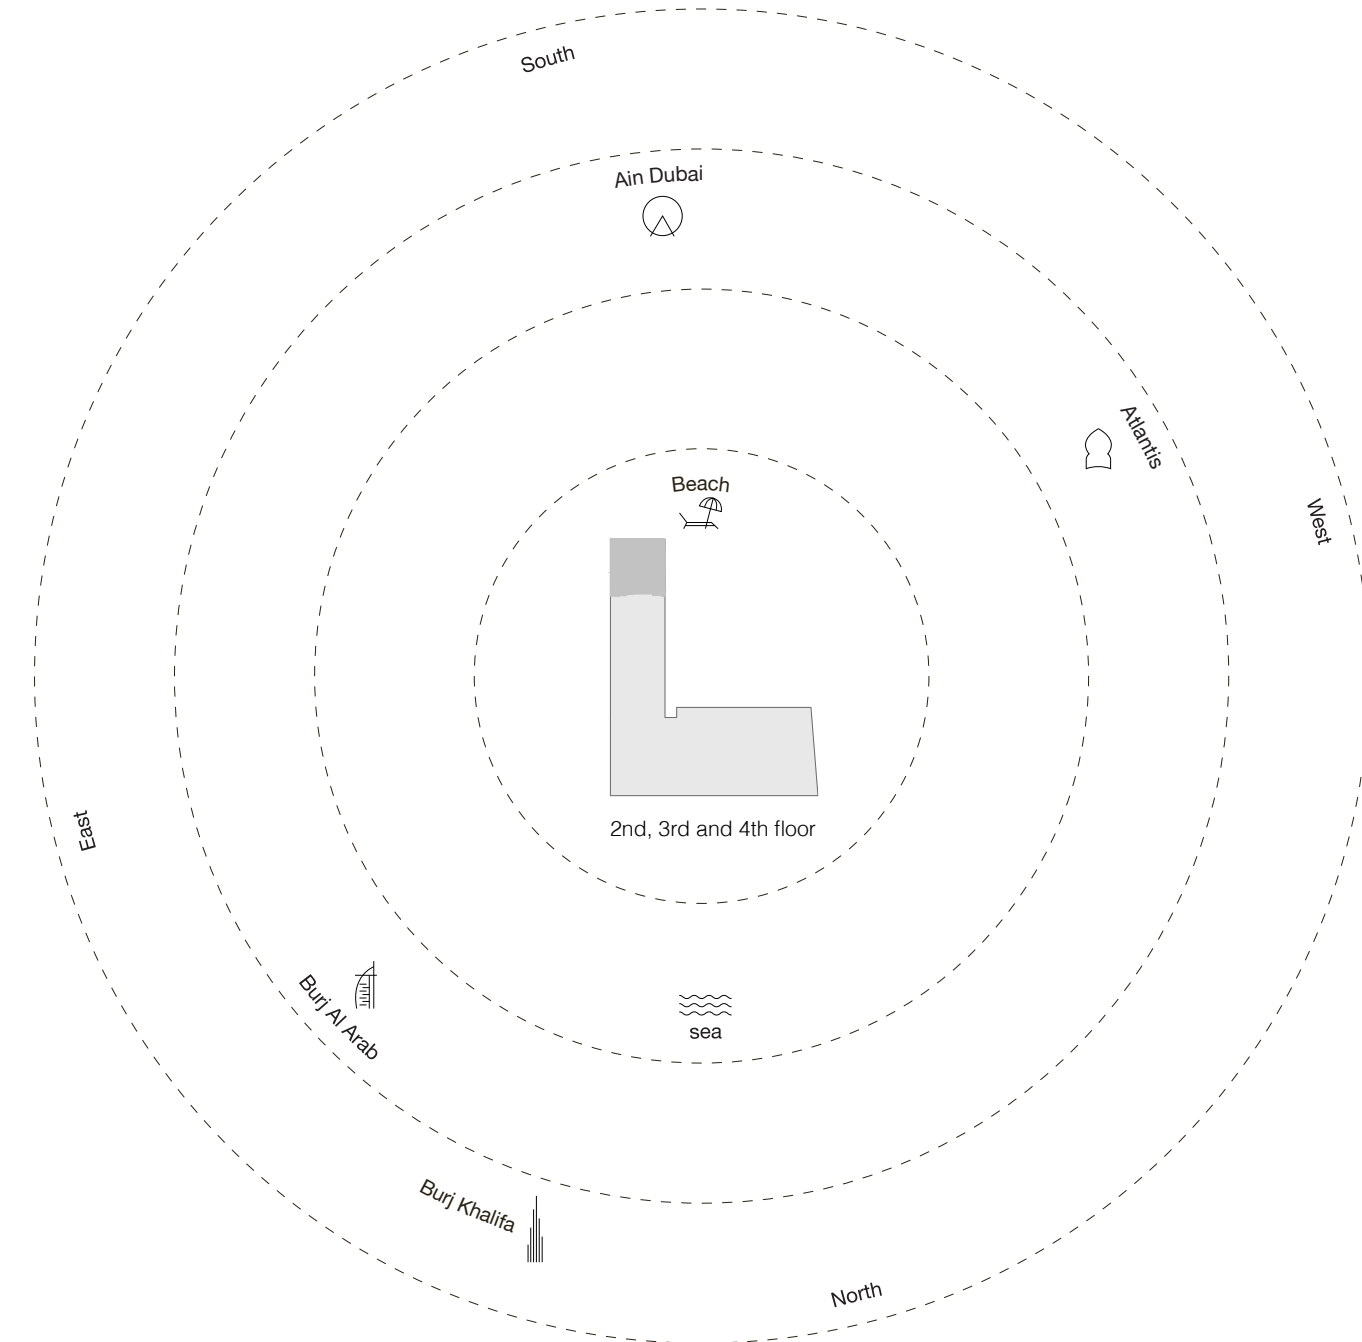 South
Ain Dubai
Atlantis
Beach
West
East
2nd, 3rd and 4th floor
Burj Al Arab
sea
Burj Khalifa
North